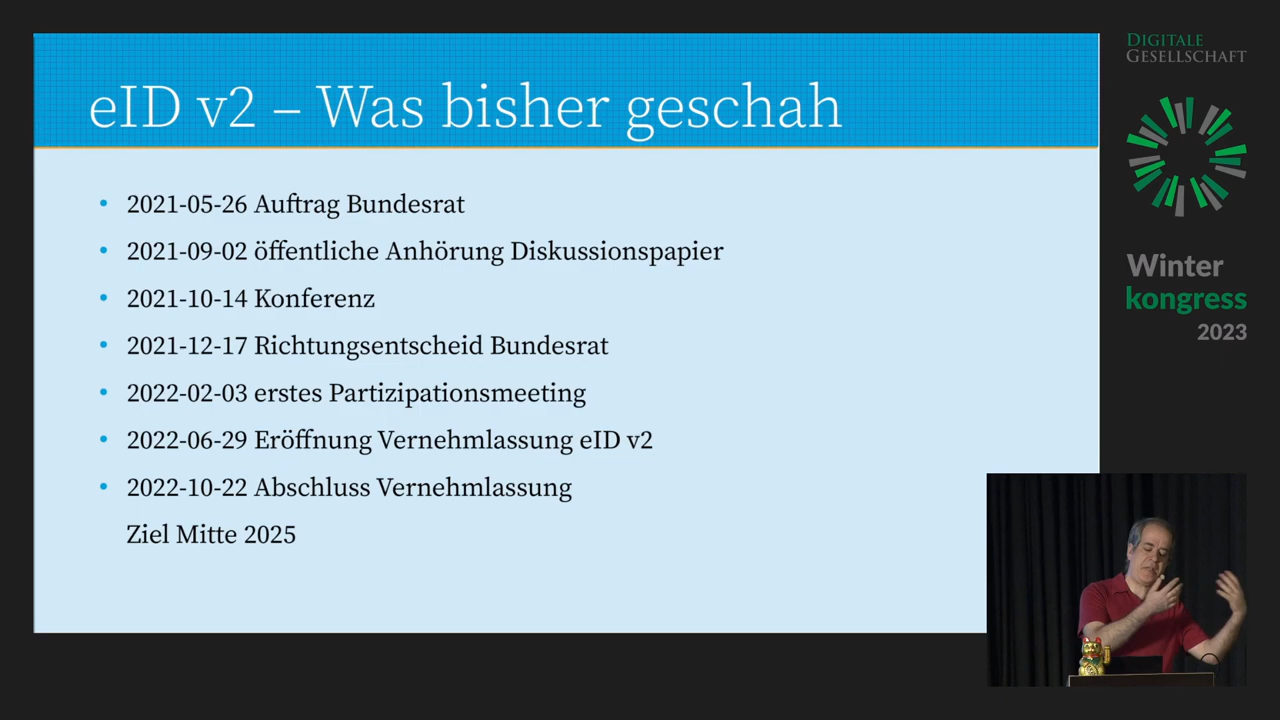 eID v2 – Was bisher geschah
• 2021-05-26 Auftrag Bundesrat
• 2021-09-02 öffentliche Anhörung Diskussionspapier
• 2021-10-14 Konferenz
• 2021-12-17 Richtungsentscheid Bundesrat
• 2022-02-03 erstes Partizipationsmeeting
• 2022-06-29 Eröffnung Vernehmlassung eID v2
• 2022-10-22 Abschluss Vernehmlassung
Ziel Mitte 2025
DIGITALE
GESELLSCHAFT
Winter
kongress
2023